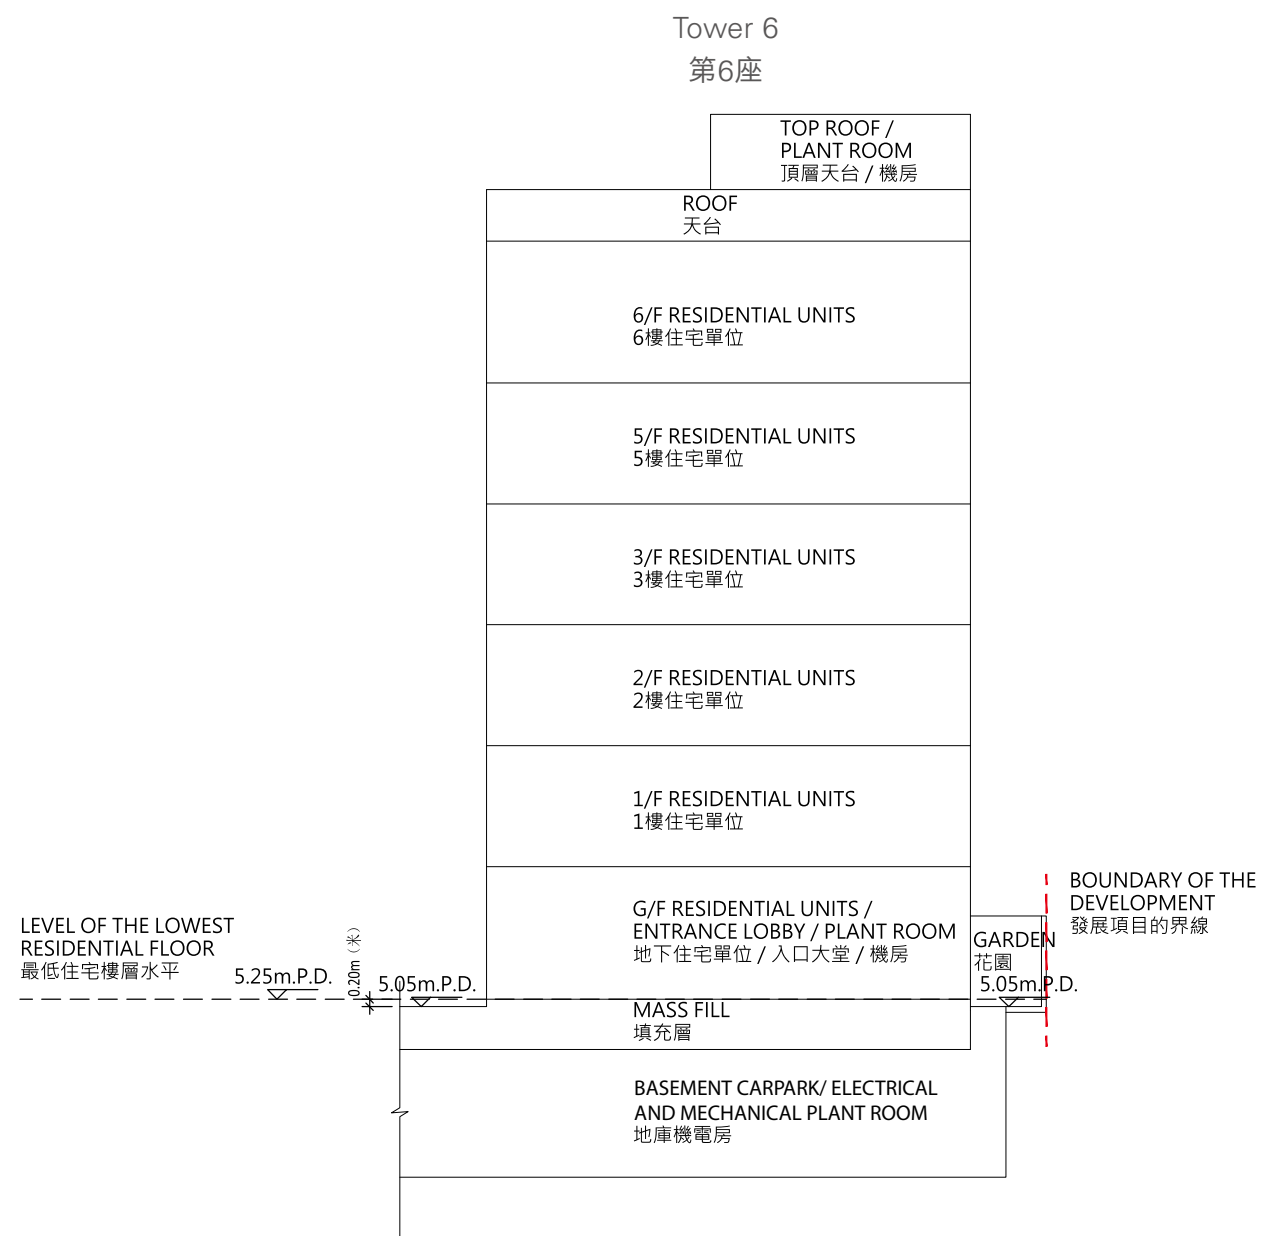 Tower 6
第6座
TOP ROOF /
PLANT ROOM
頂層天台 / 機房
ROOF
天台
6/F RESIDENTIAL UNITS
6樓住宅單位
5/F RESIDENTIAL UNITS
5樓住宅單位
3/F RESIDENTIAL UNITS
3樓住宅單位
2/F RESIDENTIAL UNITS
2樓住宅單位
1/F RESIDENTIAL UNITS
1樓住宅單位
G/F RESIDENTIAL UNITS /
ENTRANCE LOBBY / PLANT ROOM
地下住宅單位 / 入口大堂 / 機房
BOUNDARY OF THE
DEVELOPMENT
發展項目的界線
GARDEN
花園
5.05m.P.D.
LEVEL OF THE LOWEST
RESIDENTIAL FLOOR
最低住宅樓層水平
5.25m.P.D.
0.20m (米)
5.05m.P.D.
MASS FILL
填充層
BASEMENT CARPARK/ ELECTRICAL
AND MECHANICAL PLANT ROOM
地庫機電房